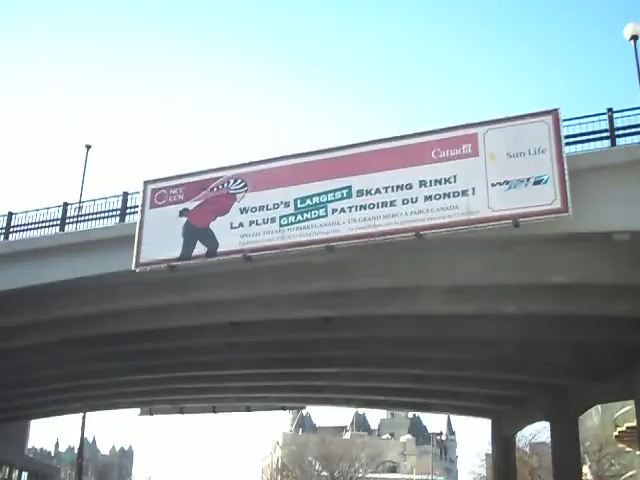 NCC
CCN
WORLD'S LARGEST SKATING RINK!
LA PLUS GRANDE PATINOIRE DU MONDE!
SPECIAL THANKS TO PARKS CANADA • UN GRAND MERCI À PARCS CANADA
Canada
Sun Life
WESTJET